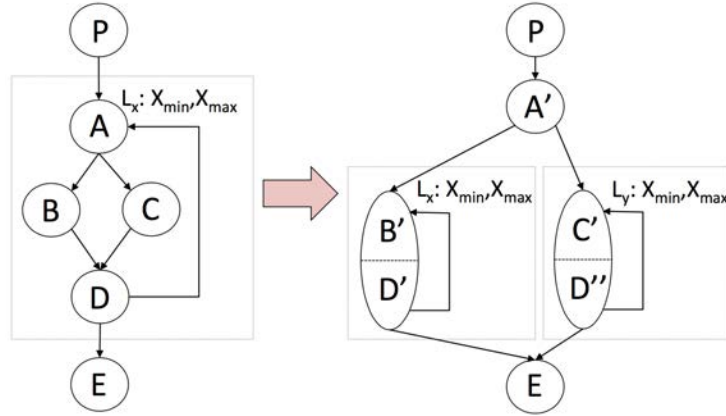 P
Lx: Xmin,Xmax
A
B
C
D
E
P
A'
Lx: Xmin,Xmax
B'
D'
Ly: Xmin,Xmax
C'
D''
E